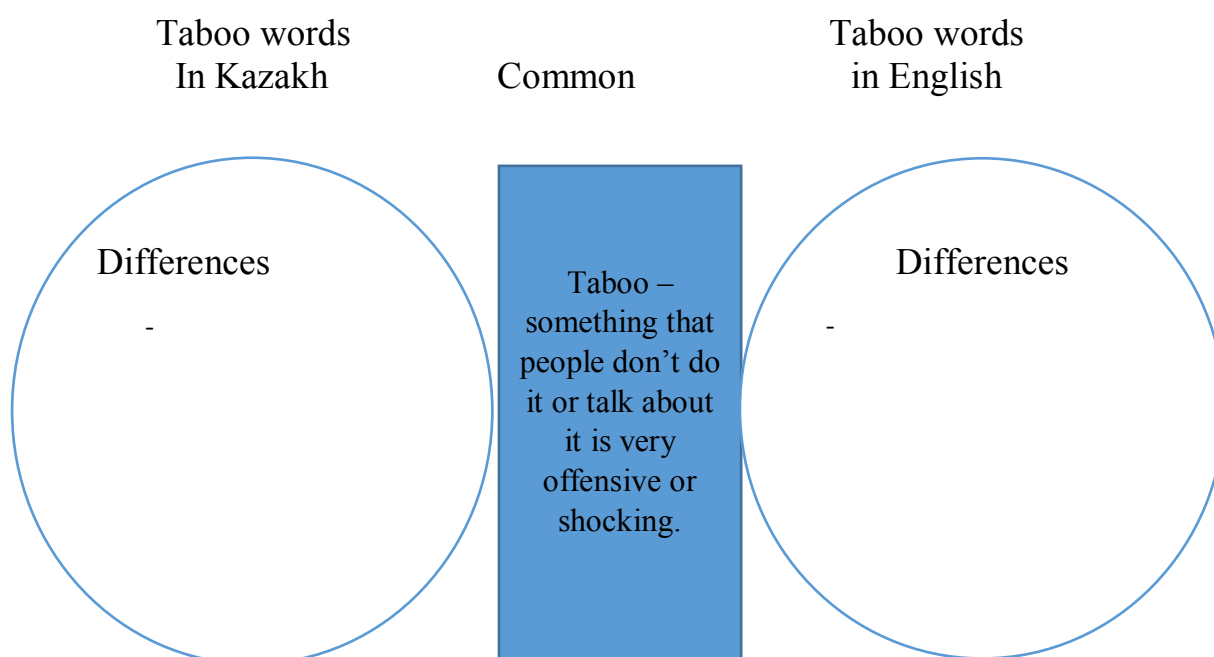 Taboo words
In Kazakh
Common
Taboo words
in English
Differences
-
Taboo –
something that
people don't do
it or talk about
it is very
offensive or
shocking.
Differences
-